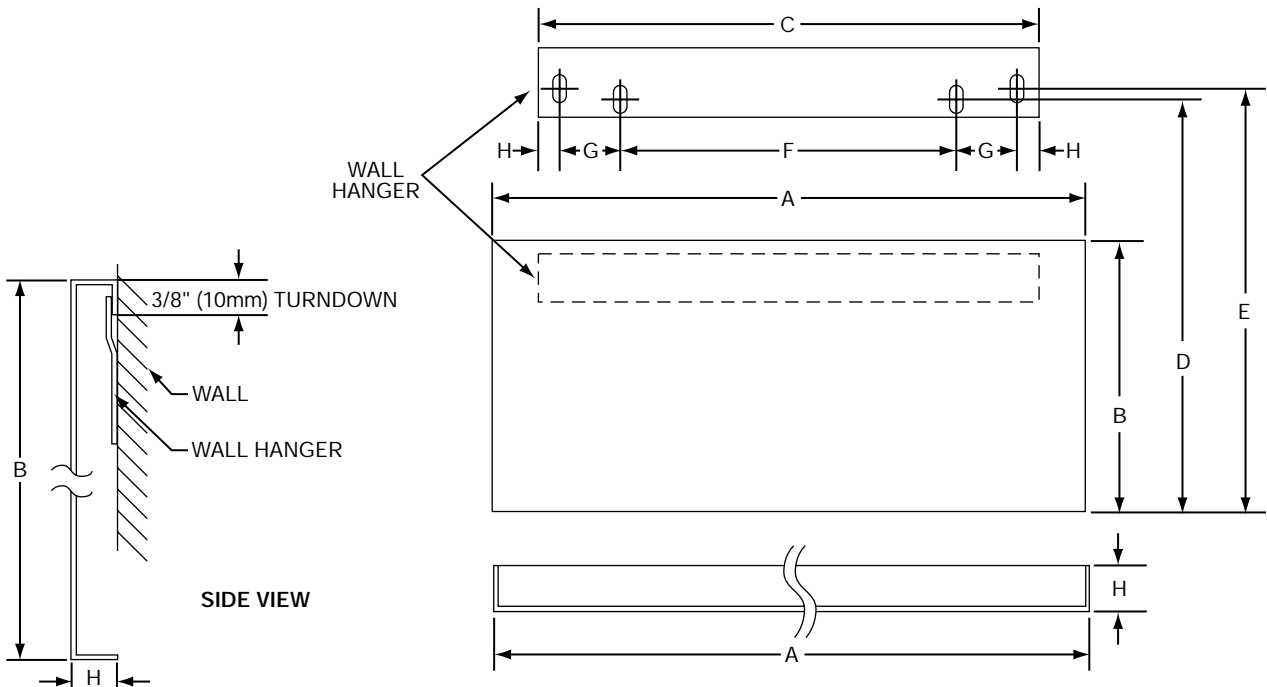 C
H
G
F
G
H
WALL
HANGER
A
3/8" (10mm) TURNDOWN
E
D
WALL
B
WALL HANGER
B
SIDE VIEW
H
A
H